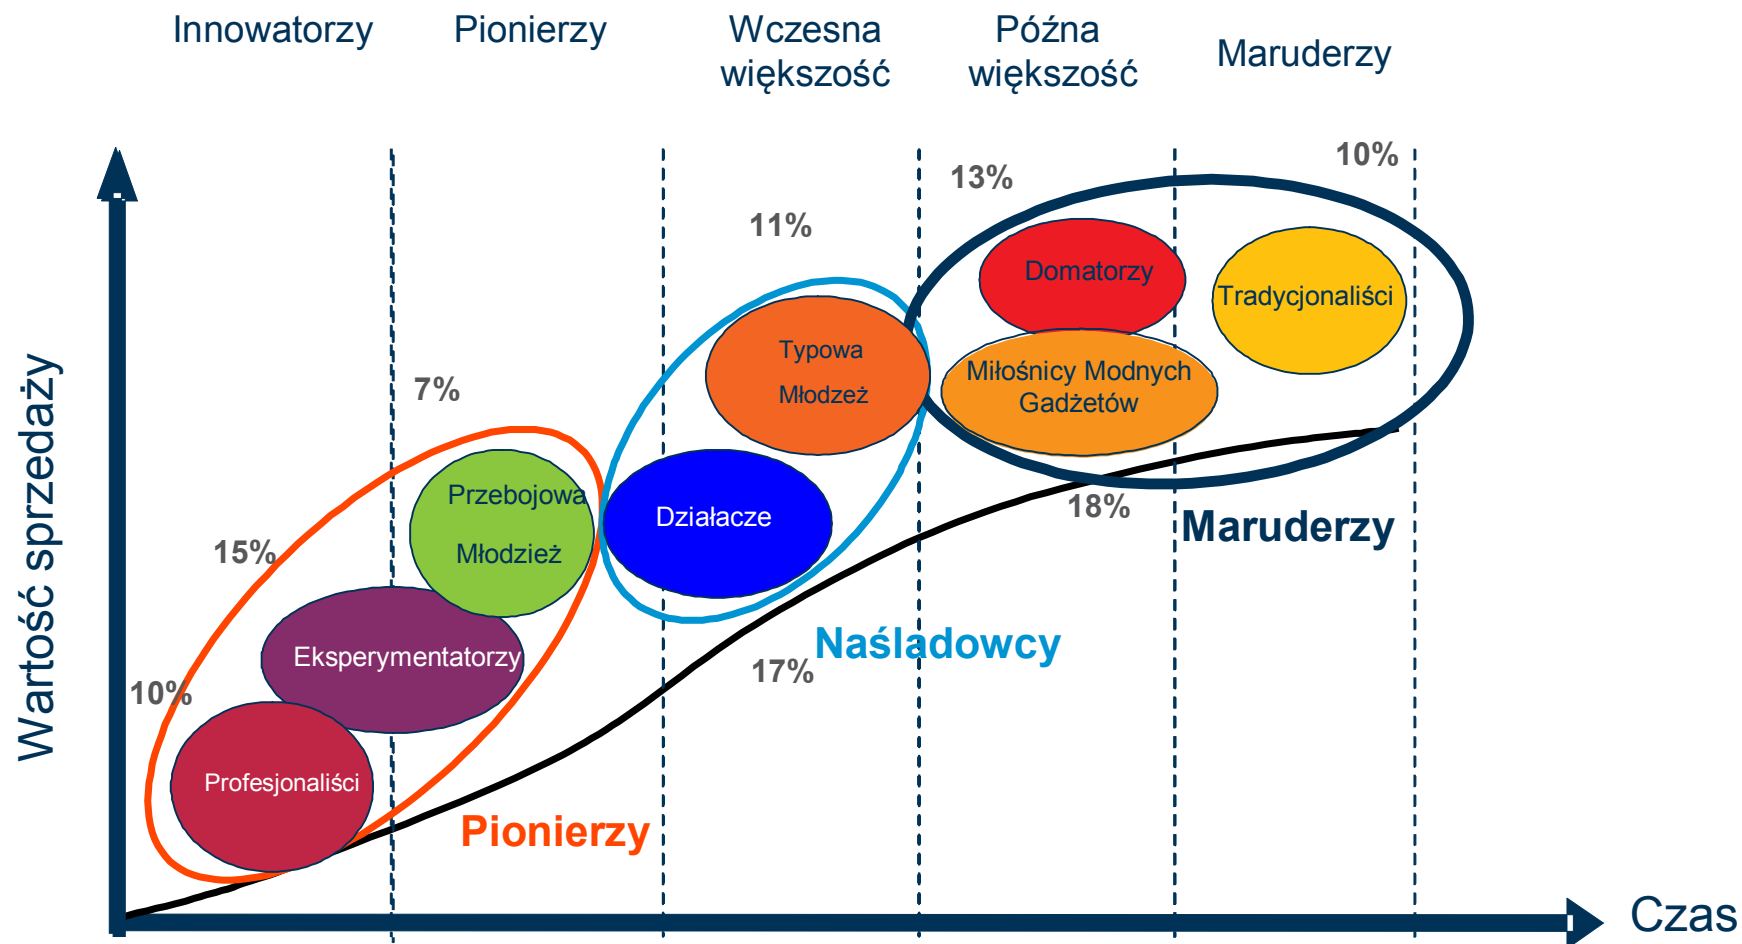 Innowatorzy
Pionierzy
Wczesna
większość
Późna
większość
Maruderzy
10%
13%
11%
Domatorzy
Tradycjonaliści
Typowa
Młodzeż
Miłośnicy Modnych
Gadżetów
7%
Przebojowa
Młodzież
Działacze
18%
Maruderzy
15%
Eksperymentatorzy
Naśladowcy
17%
10%
Profesjonaliści
Pionierzy
Wartość sprzedaży
Czas